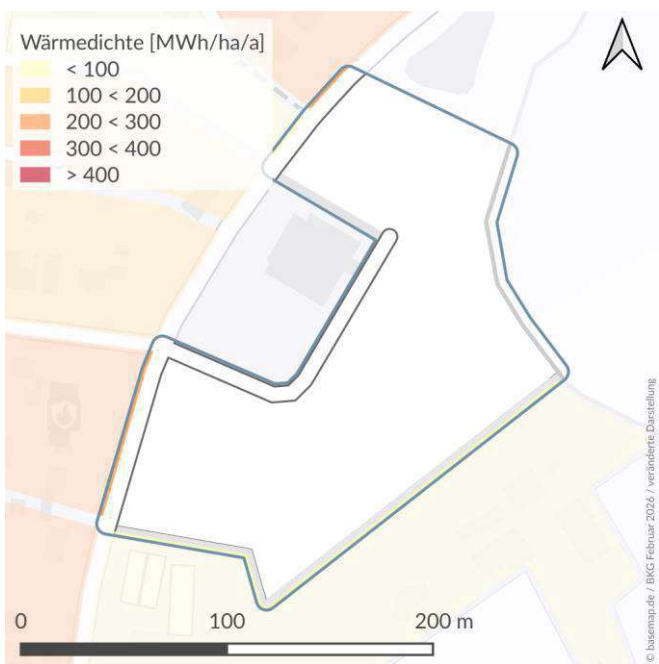 Wärmedichte [MWh/ha/a]
< 100
100 < 200
200 < 300
300 < 400
> 400
© basemap.de / BKG Februar 2026 / veränderte Darstellung
0 100 200 m